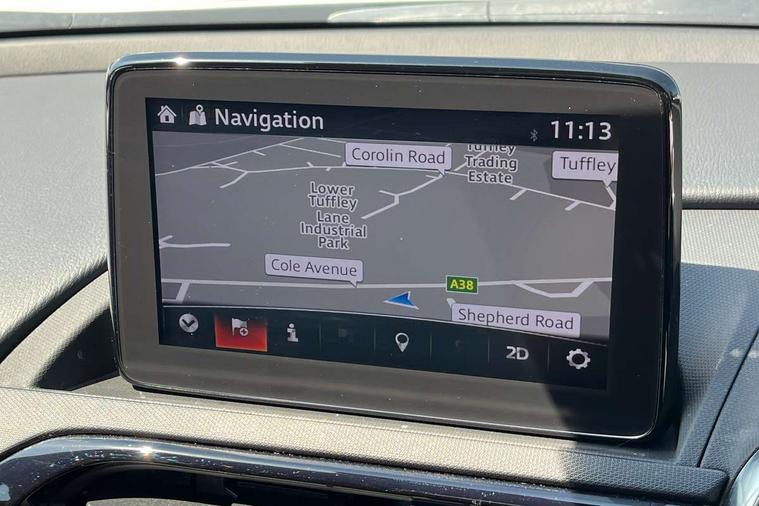 Navigation
11:13
Corolin Road
Tuffley
Trading
Estate
Tuffley
Lower
Tuffley
Lane
Industrial
Park
Cole Avenue
A38
Shepherd Road
2D